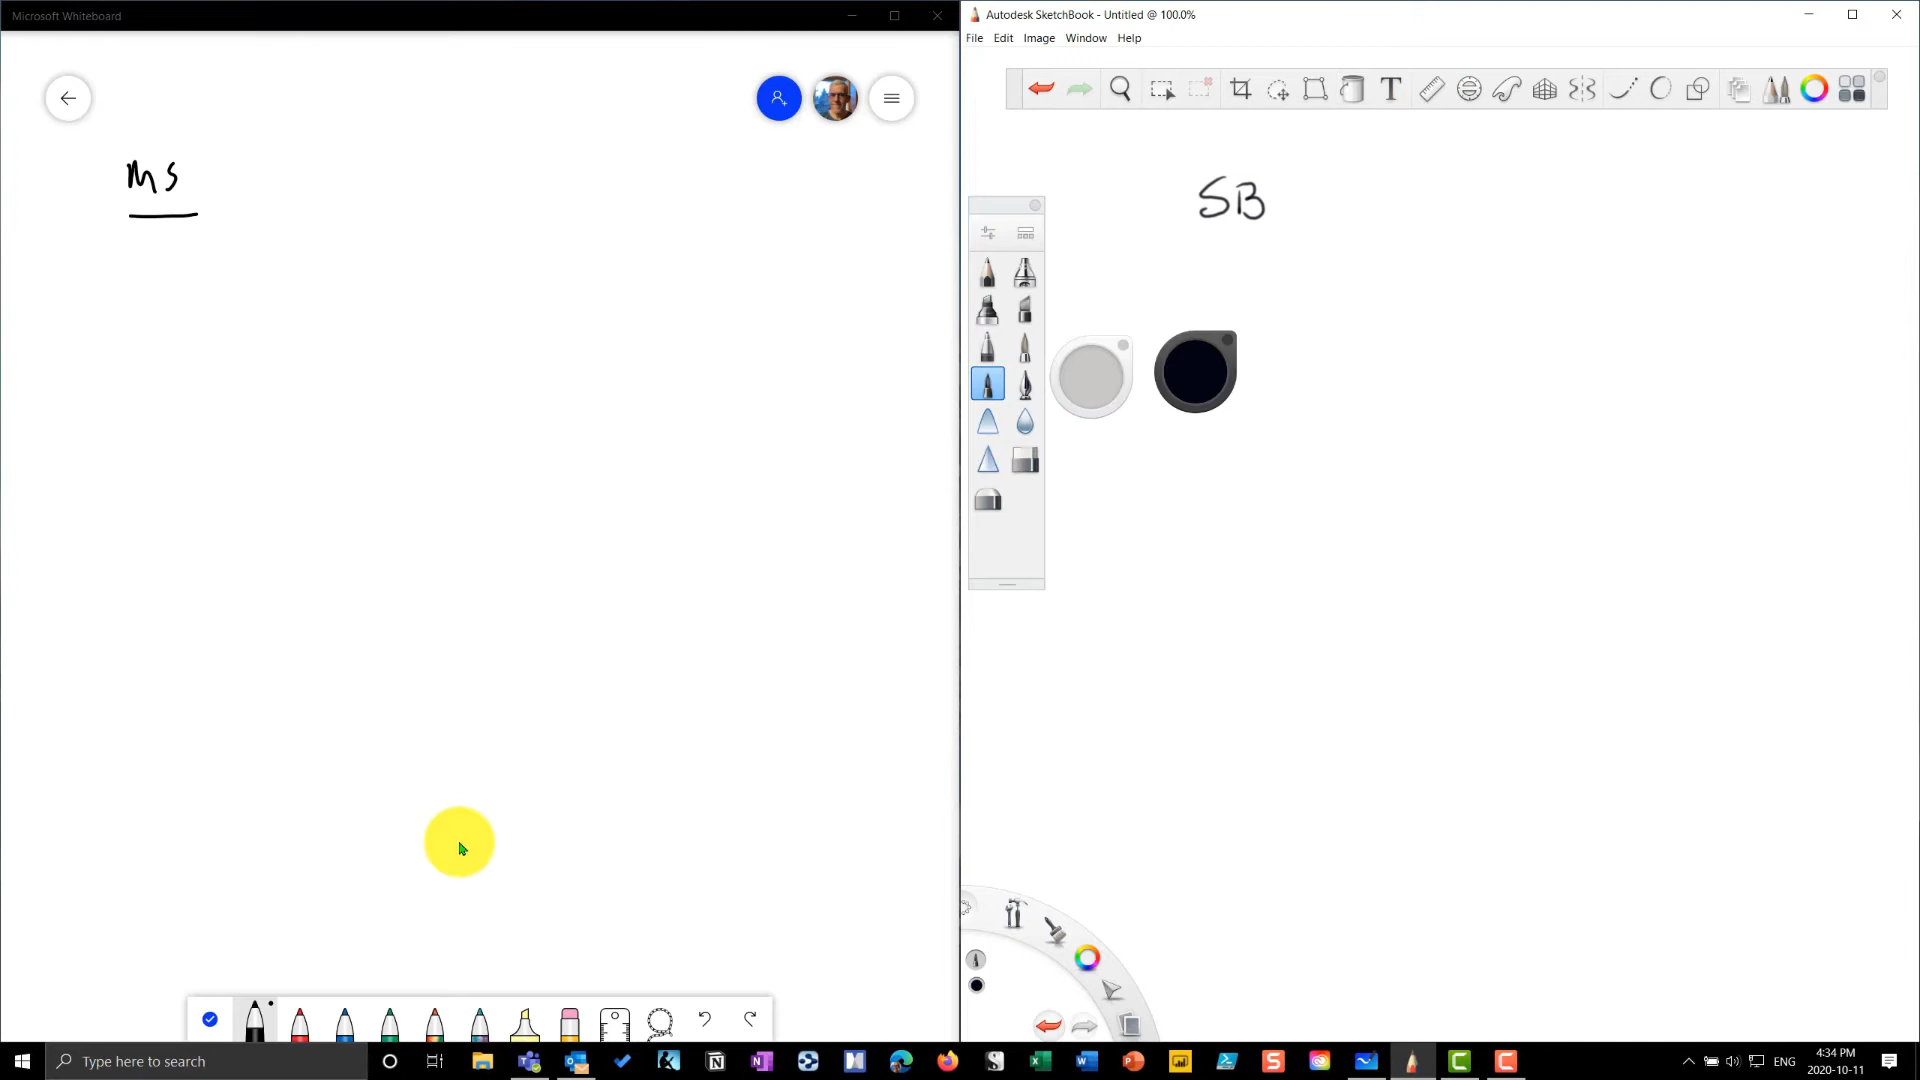 Microsoft Whiteboard
MS
Autodesk SketchBook - Untitled @ 100.0%
File Edit Image Window Help
T
SB
Type here to search
ENG
4:34 PM
2020-10-11